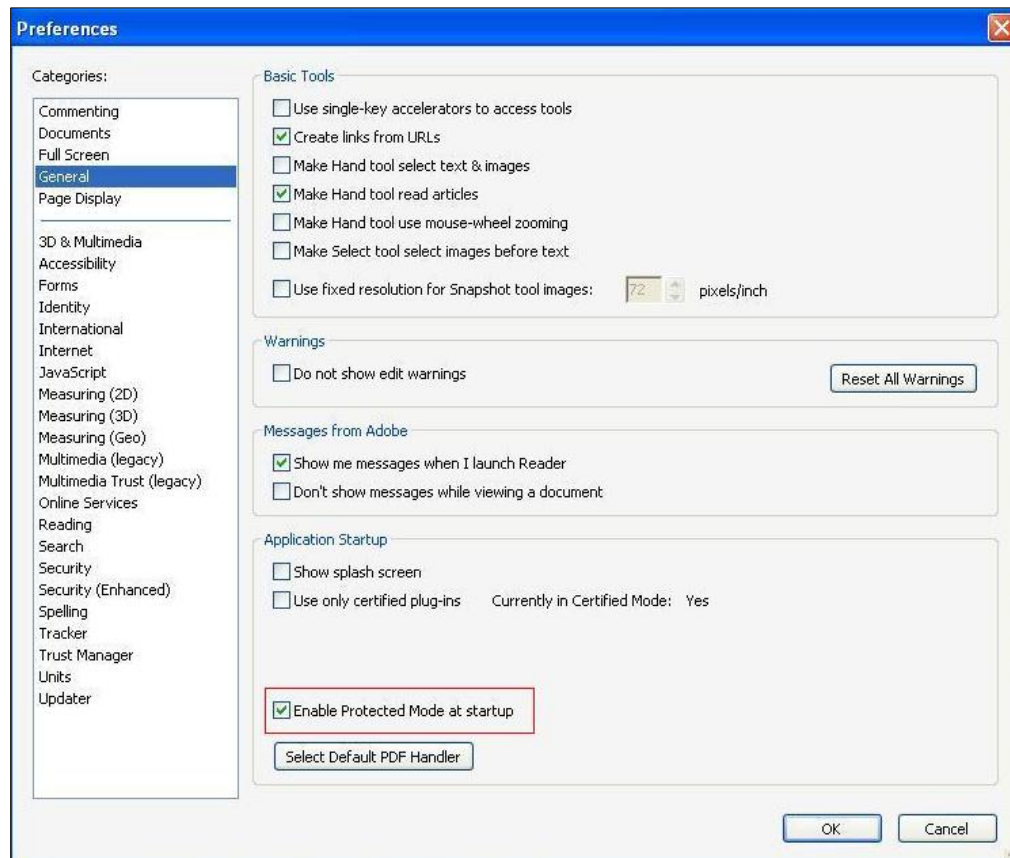 Preferences
Categories:
Commenting
Documents
Full Screen
General
Page Display
3D & Multimedia
Accessibility
Forms
Identity
International
Internet
JavaScript
Measuring (2D)
Measuring (3D)
Measuring (Geo)
Multimedia (legacy)
Multimedia Trust (legacy)
Online Services
Reading
Search
Security
Security (Enhanced)
Spelling
Tracker
Trust Manager
Units
Updater
Basic Tools
Use single-key accelerators to access tools
Create links from URLs
Make Hand tool select text & images
Make Hand tool read articles
Make Hand tool use mouse-wheel zooming
Make Select tool select images before text
Use fixed resolution for Snapshot tool images: 72 pixels/inch
Warnings
Do not show edit warnings Reset All Warnings
Messages from Adobe
Show me messages when I launch Reader
Don't show messages while viewing a document
Application Startup
Show splash screen
Use only certified plug-ins Currently in Certified Mode: Yes
Enable Protected Mode at startup
Select Default PDF Handler
OK Cancel